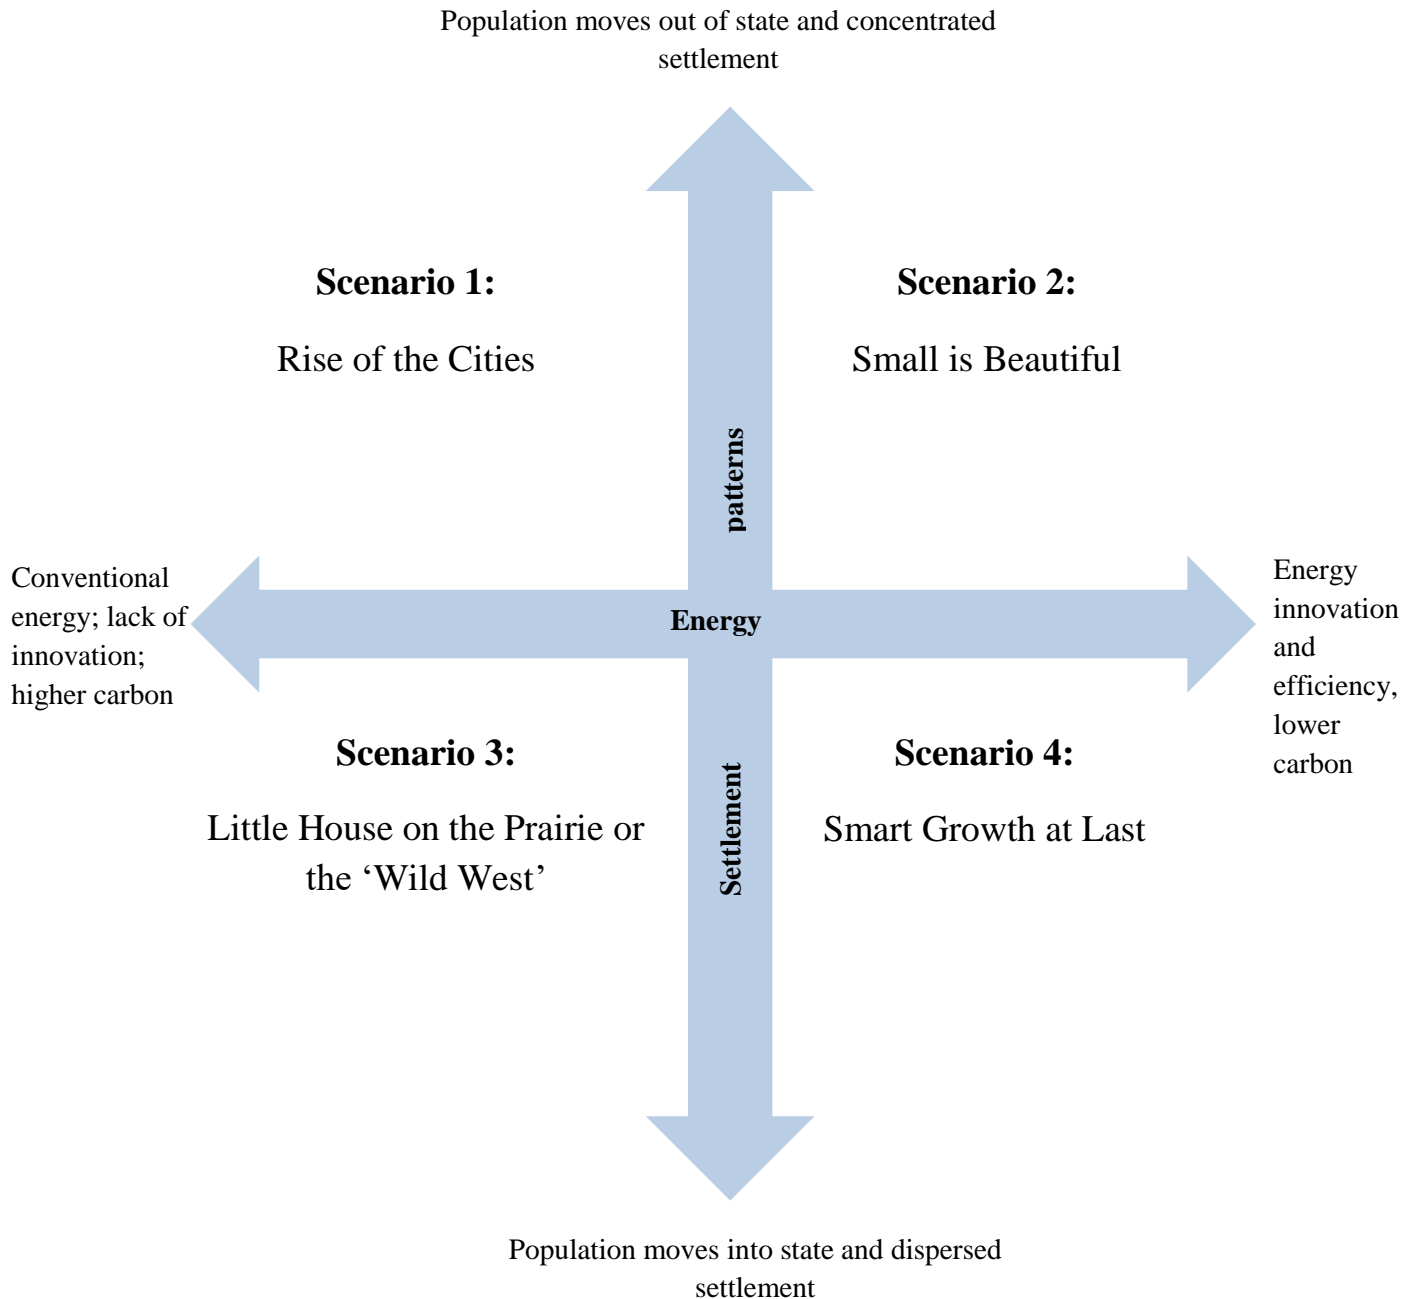 Population moves out of state and concentrated
settlement
Scenario 1:
Rise of the Cities
Scenario 2:
Small is Beautiful
patterns
Conventional
energy; lack of
innovation;
higher carbon
Energy
Energy
innovation
and
efficiency,
lower
carbon
Scenario 3:
Little House on the Prairie or
the ‘Wild West’
Settlement
Scenario 4:
Smart Growth at Last
Population moves into state and dispersed
settlement